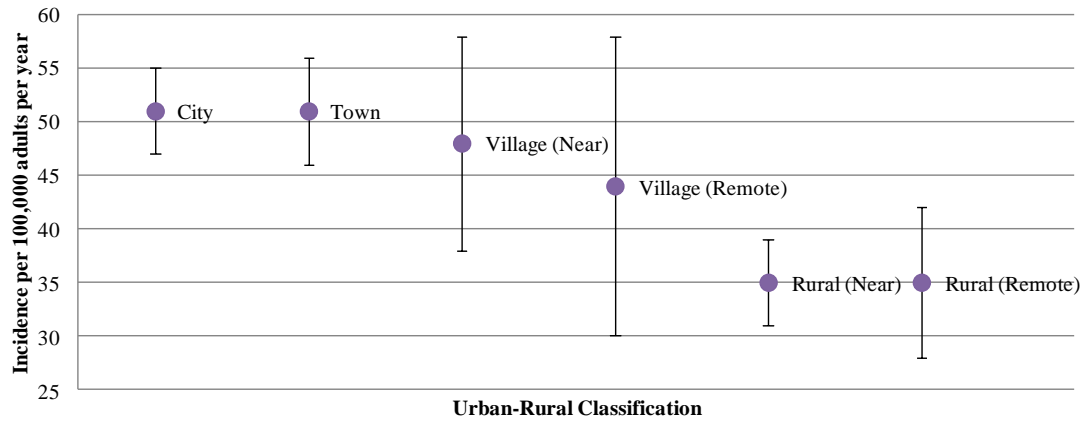 Incidence per 100,000 adults per year
60
55
50
45
40
35
30
25
City
Town
Village (Near)
Village (Remote)
Rural (Near)
Rural (Remote)
Urban-Rural Classification